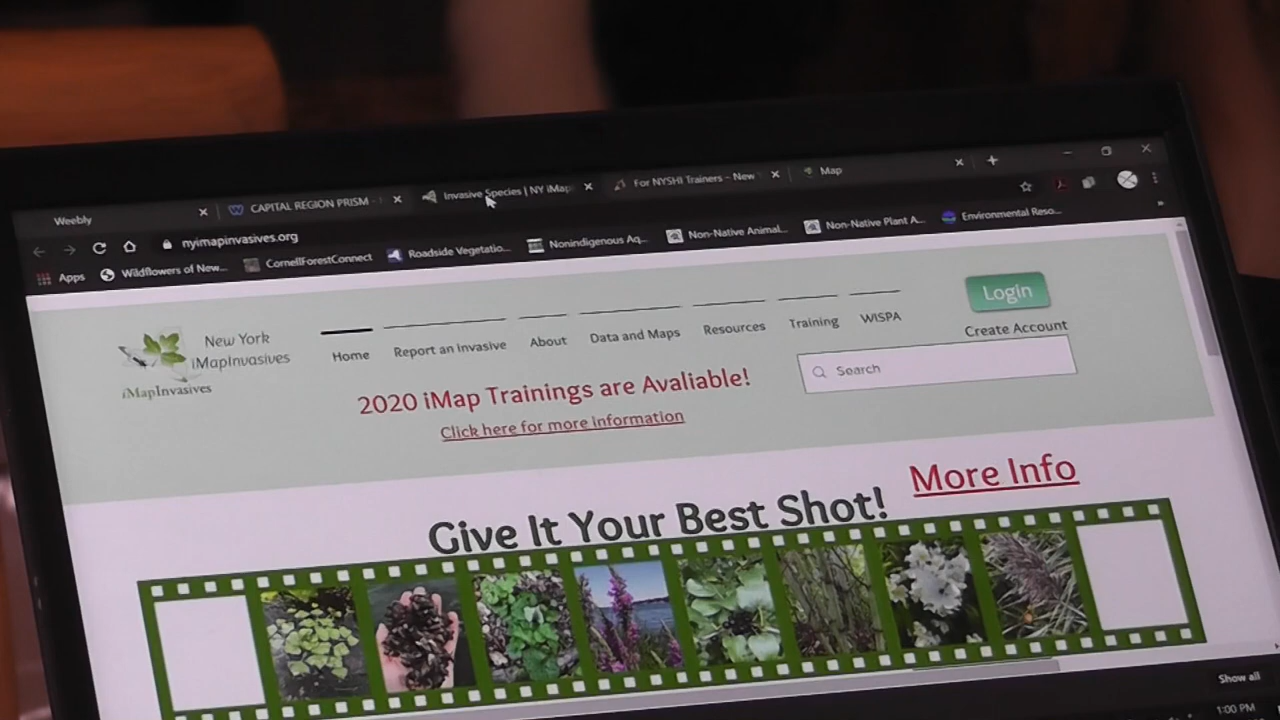 Weebly
CAPITAL REGION PRISM -
Invasive Species | NY iMap
For NYSHI Trainers - New
Map
nyimapinvasives.org
Apps
Wildflowers of New...
CornellForestConnect
Roadside Vegetatio...
Nonindigenous Aq...
Non-Native Animal...
Non-Native Plant A...
Environmental Reso...
New York
iMapInvasives
iMapInvasives
Home
Report an Invasive
About
Data and Maps
Resources
Training
WISPA
Login
Create Account
Search
2020 iMap Trainings are Avaliable!
Click here for more information
More Info
Give It Your Best Shot!
Show all
1:00 PM